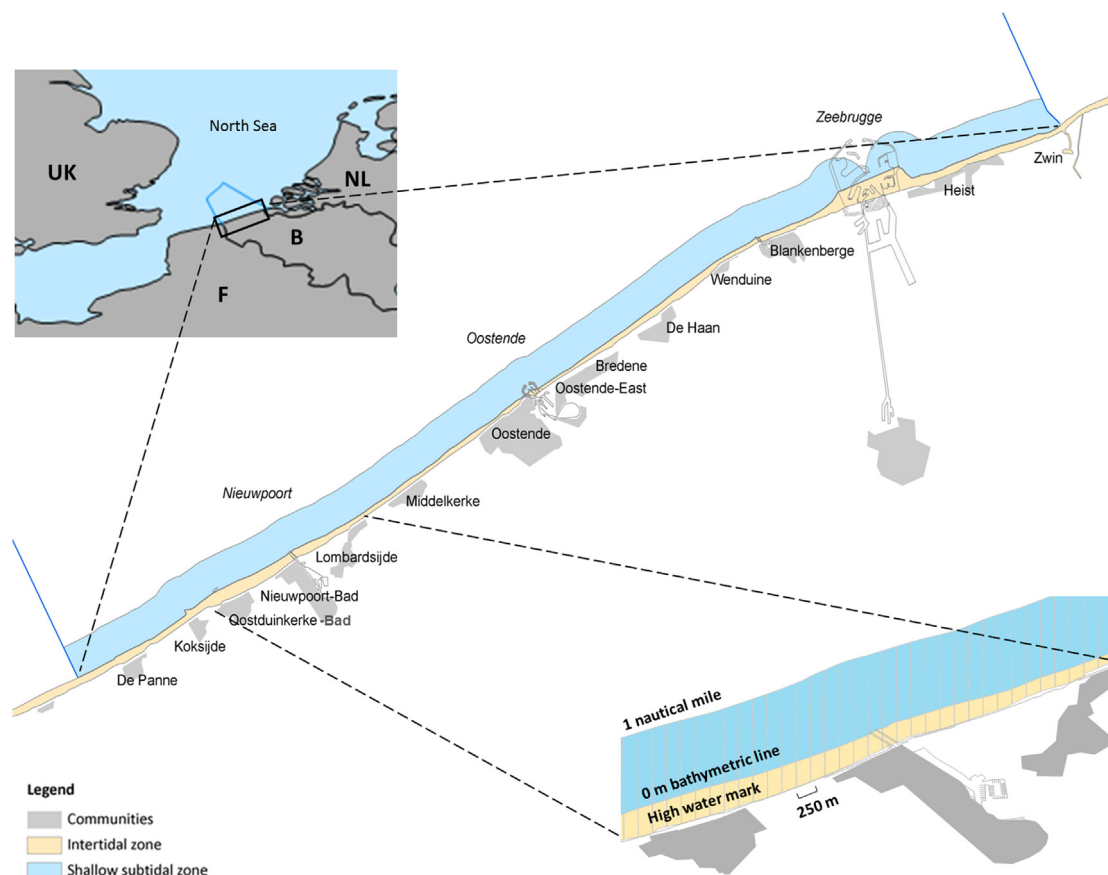 North Sea
UK
NL
B
F
Zeebrugge
Zwin
Heist
Blankenberge
Wenduine
De Haan
Oostende
Bredene
Oostende-East
Oostende
Middelkerke
Nieuwpoort
Lombardsijde
Nieuwpoort-Bad
Oostduinkerke -Bad
Koksijde
De Panne
1 nautical mile
0 m bathymetric line
High water mark
250 m
Legend
Communities
Intertidal zone
Shallow subtidal zone